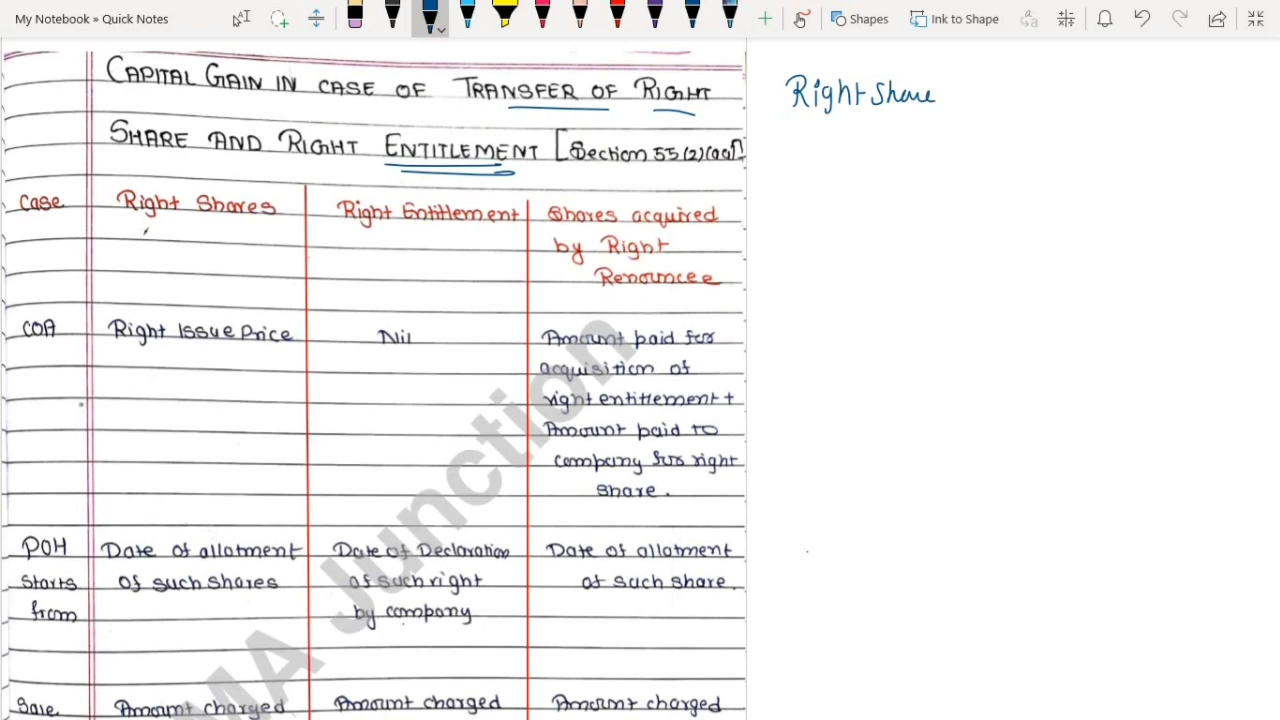 My Notebook » Quick Notes
Shapes
Ink to Shape
CAPITAL GAIN IN CASE OF TRANSFER OF RIGHT
SHARE AND RIGHT ENTITLEMENT [Section 55(2)(aa)]
Right Share
Case
Right Shares
Right Entitlement
Shares acquired
by Right
Renouncee
COA
Right Issue Price
Nil
Amount paid for
acquisition of
right entitlement +
Amount paid to
company for right
share.
POH
starts
from
Date of allotment
of such shares
Date of Declaration
of such right
by company
Date of allotment
of such share.
Sale
Amount charged
Amount charged
Amount charged
MA Junction